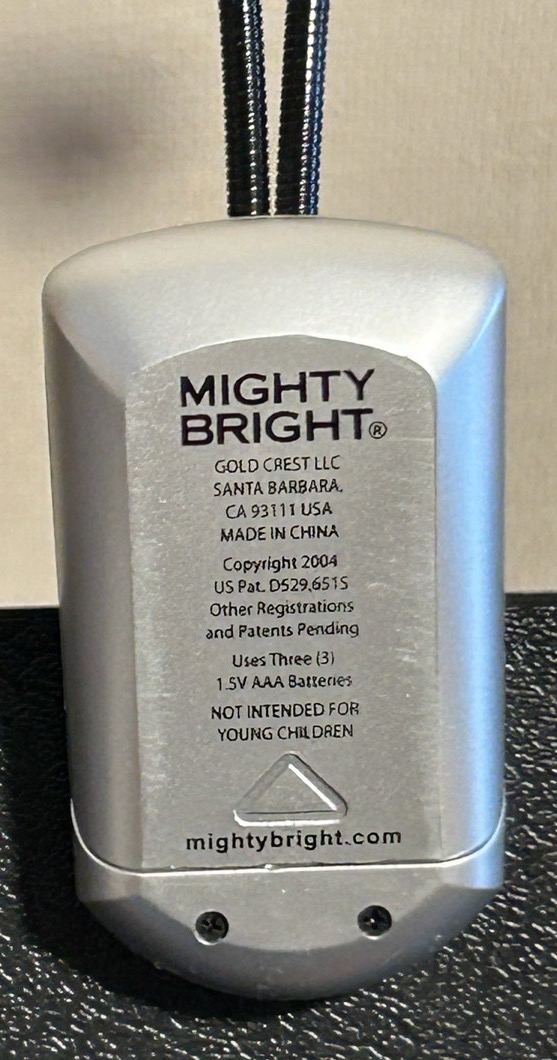 MIGHTY
BRIGHT®
GOLD CREST LLC
SANTA BARBARA,
CA 93111 USA
MADE IN CHINA
Copyright 2004
US Pat. D529,651S
Other Registrations
and Patents Pending
Uses Three (3)
1.5V AAA Batteries
NOT INTENDED FOR
YOUNG CHILDREN
mightybright.com